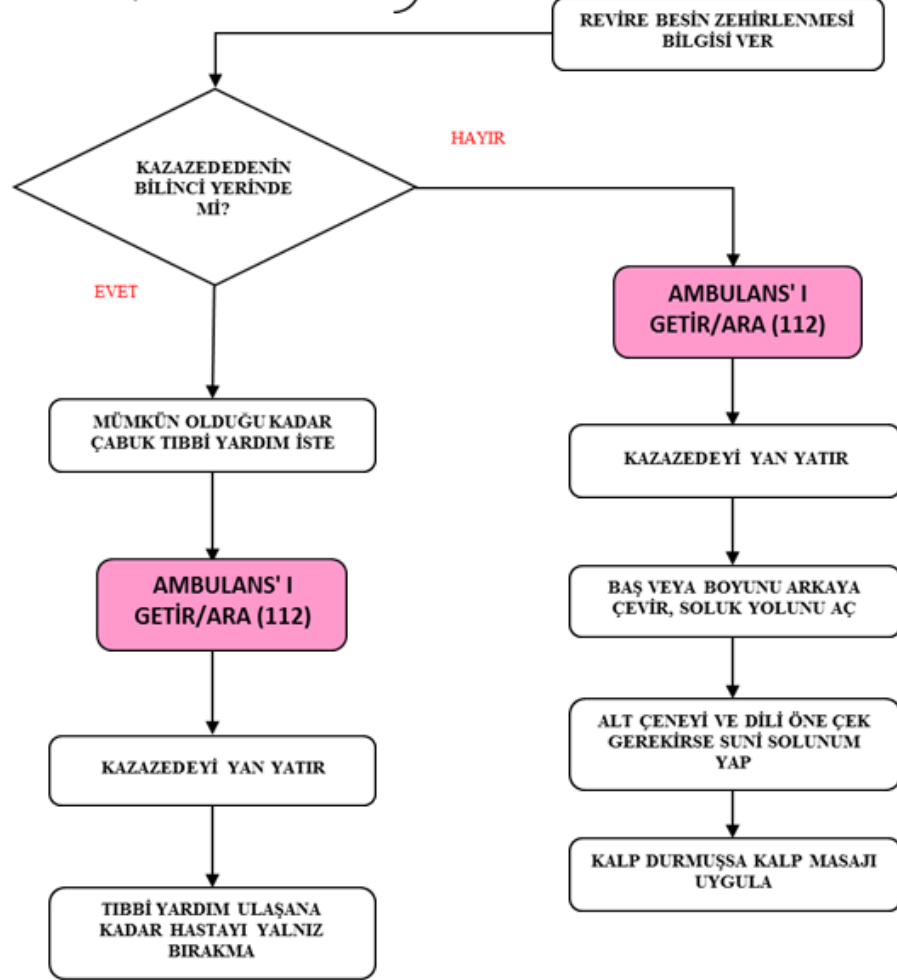 REVİRE BESİN ZEHİRLENMESİ
BİLGİSİ VER
KAZAZEDEDENİN
BİLİNCİ YERİNDE
Mİ?
HAYIR
EVET
AMBULANS' I
GETİR/ARA (112)
KAZAZEDEYİ YAN YATIR
BAŞ VEYA BOYUNU ARKAYA
ÇEVİR, SOLUK YOLUNU AÇ
ALT ÇENEYİ VE DİLİ ÖNE ÇEK
GEREKİRSE SUNİ SOLUNUM
YAP
KALP DURMUŞSA KALP MASAJI
UYGULA
MÜMKÜN OLDUĞU KADAR
ÇABUK TIBBİ YARDIM İSTE
AMBULANS' I
GETİR/ARA (112)
KAZAZEDEYİ YAN YATIR
TIBBİ YARDIM ULAŞANA
KADAR HASTAYI YALNIZ
BIRAKMA